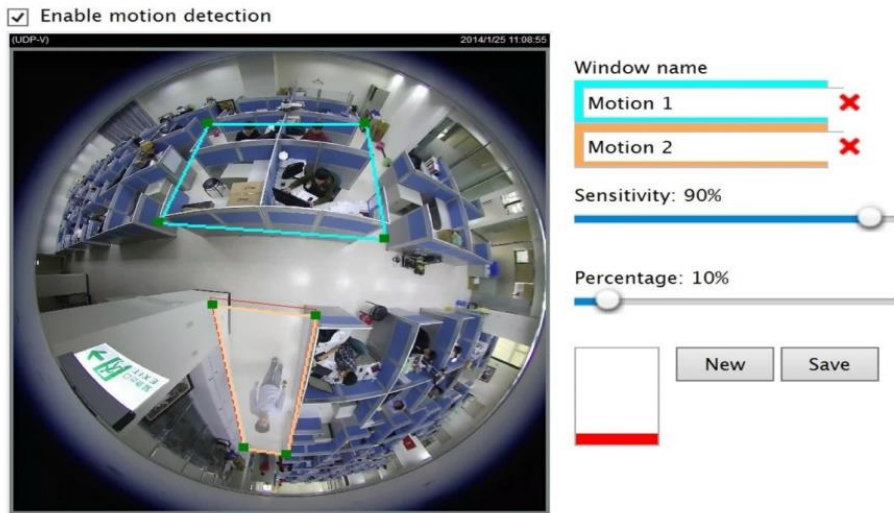 Enable motion detection
(UDP-V)
2014/1/25 11:08:55
Window name
Motion 1
Motion 2
Sensitivity: 90%
Percentage: 10%
EXIT
New
Save